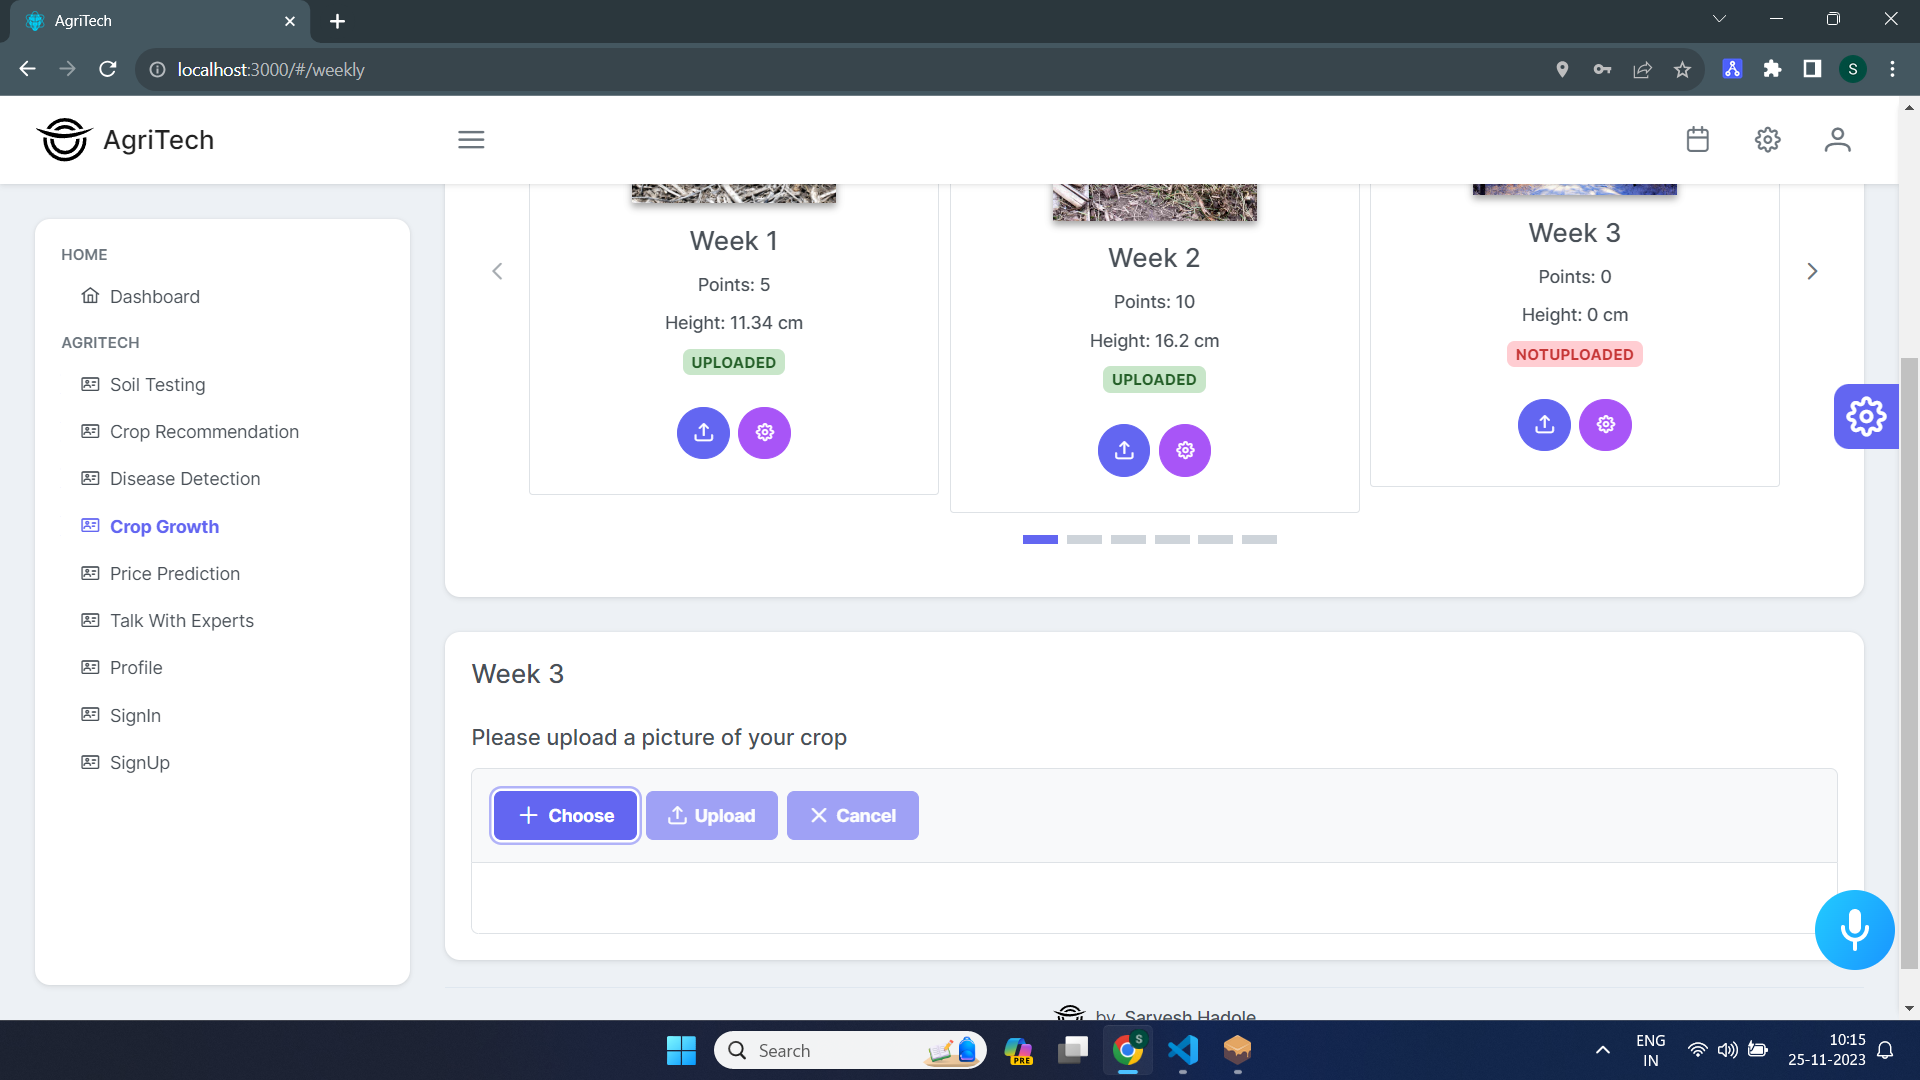 AgriTech
localhost:3000/#/weekly
S
AgriTech
HOME
Dashboard
AGRITECH
Soil Testing
Crop Recommendation
Disease Detection
Crop Growth
Price Prediction
Talk With Experts
Profile
SignIn
SignUp
Week 1
Points: 5
Height: 11.34 cm
UPLOADED
Week 2
Points: 10
Height: 16.2 cm
UPLOADED
Week 3
Points: 0
Height: 0 cm
NOTUPLOADED
Week 3
Please upload a picture of your crop
Choose
Upload
Cancel
by Sarvesh Hadole
Search
PRE
S
ENG
IN
10:15
25-11-2023